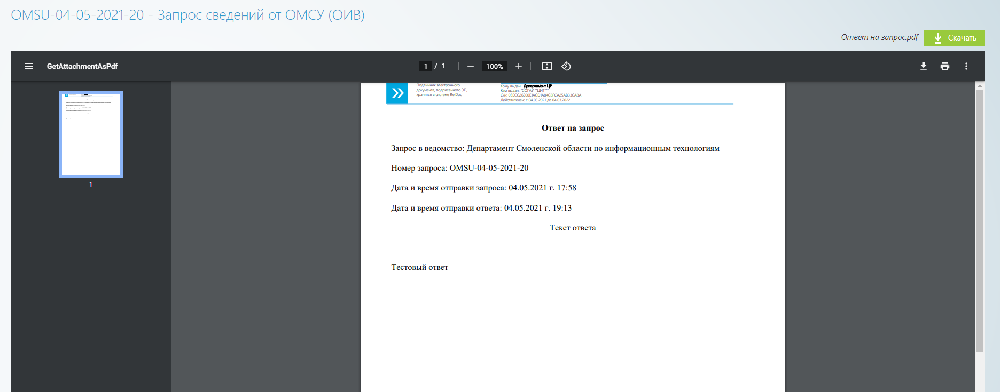 OMSU-04-05-2021-20 - Запрос сведений от ОМСУ (ОИВ)
Ответ на запрос.pdf
Скачать
GetAttachmentAsPdf
1 / 1
100%
Подлинник электронного
документа, подписанного ЭП,
хранится в системе Re:Doc
Кому выдан: Департамент ЦР
Кем выдан: "СОГАУ ""ЦИТ"""
С/н: 05ECC26E00E1ACD1A84C8FCA25AB33CA8A
Действителен: с 04.03.2021 до 04.03.2022
Ответ на запрос
Запрос в ведомство: Департамент Смоленской области по информационным технологиям
Номер запроса: OMSU-04-05-2021-20
Дата и время отправки запроса: 04.05.2021 г. 17:58
Дата и время отправки ответа: 04.05.2021 г. 19:13
Текст ответа
Тестовый ответ
1